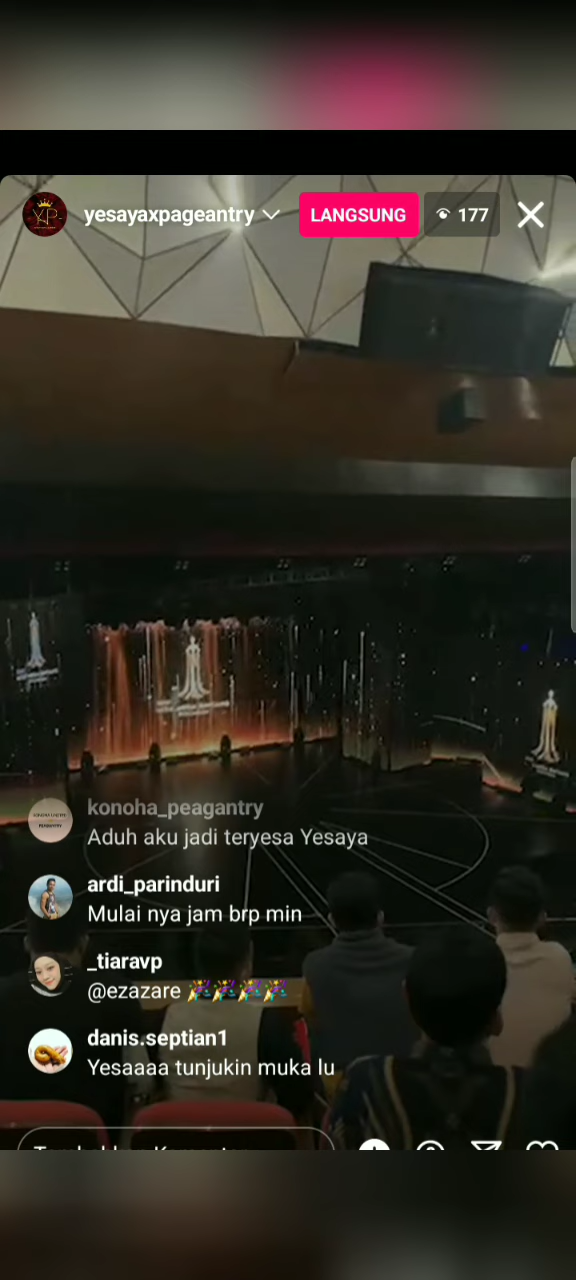 yesayaxpageantry
LANGSUNG
177
konoha_peagantry
Aduh aku jadi teryesa Yesaya
ardi_parinduri
Mulai nya jam brp min
_tiaravp
@ezazare 🎉🎉🎉🎉
danis.septian1
Yesaaaa tunjukin muka lu